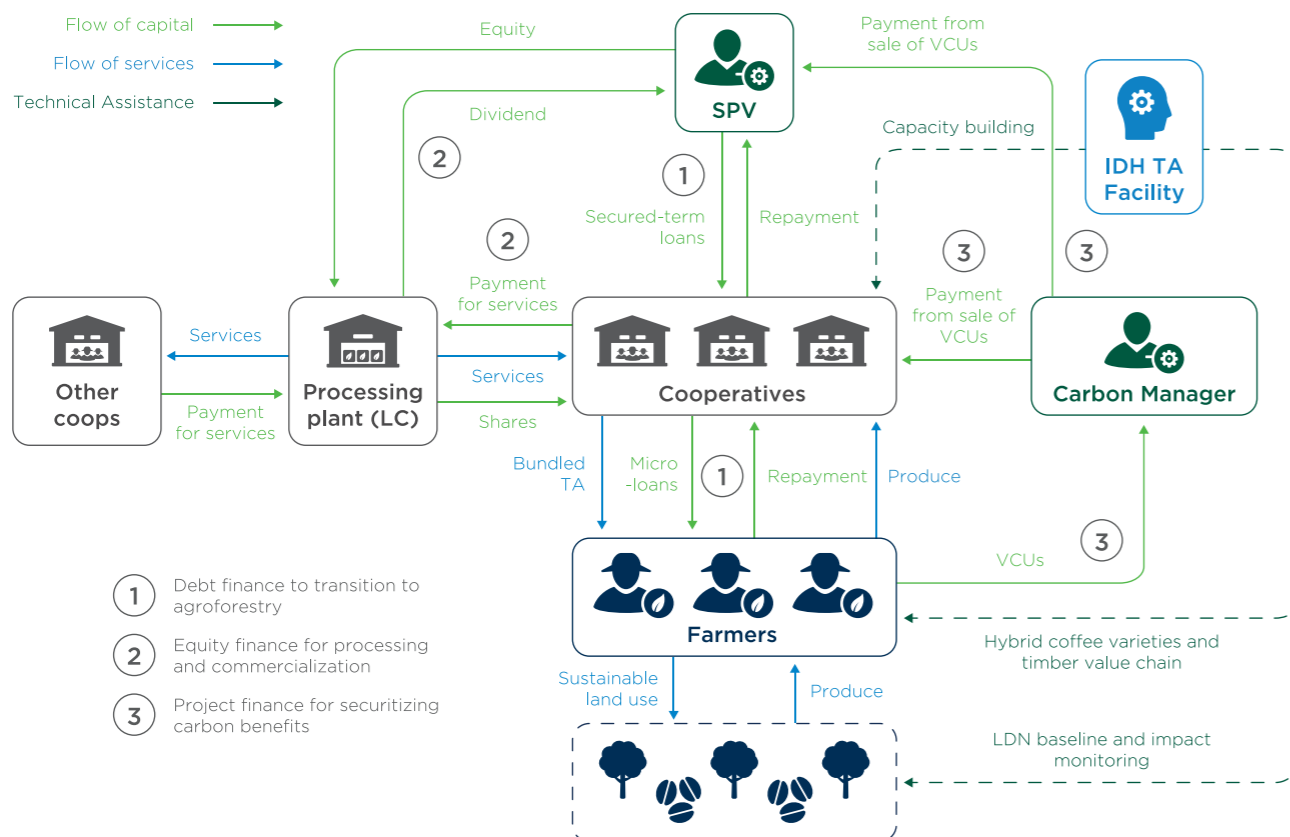 Flow of capital
Flow of services
Technical Assistance
Equity
Dividend
2
SPV
Payment from
sale of VCUs
Capacity building
IDH TA
Facility
1
Secured-term
loans
Repayment
2
Payment
for services
3
3
Payment
from sale of
VCUs
Other
coops
Services
Payment
for services
Processing
plant (LC)
Services
Shares
Cooperatives
Carbon Manager
Bundled
TA
Micro
-loans
1
Repayment
Produce
Farmers
VCUs
3
Hybrid coffee varieties and
timber value chain
Sustainable
land use
Produce
LDN baseline and impact
monitoring
1
Debt finance to transition to
agroforestry
2
Equity finance for processing
and commercialization
3
Project finance for securitizing
carbon benefits